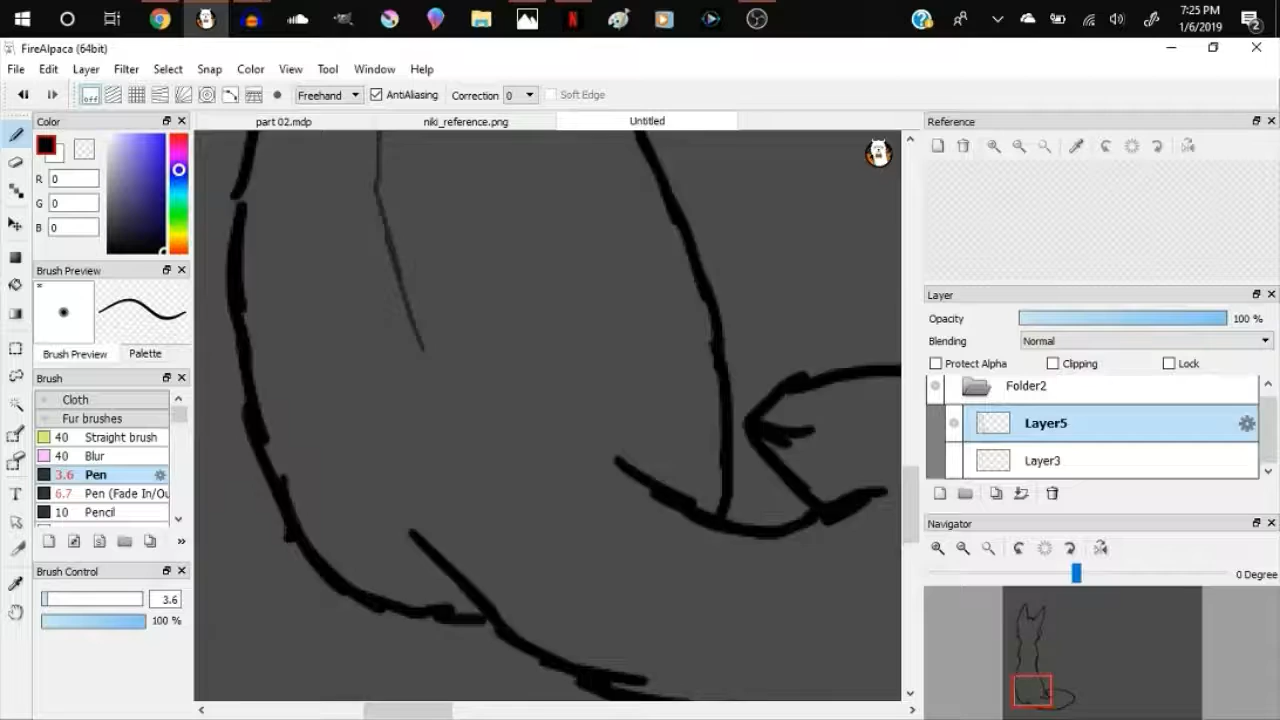 7:25 PM
1/6/2019
2
FireAlpaca (64bit)
File Edit Layer Filter Select Snap Color View Tool Window Help
off Freehand AntiAliasing Correction 0 Soft Edge
Color
part 02.mdp niki_reference.png Untitled
Reference
R 0
G 0
B 0
Brush Preview
Layer
Opacity 100 %
Blending Normal
Brush Preview Palette
Protect Alpha Clipping Lock
Brush
Folder2
Cloth
Fur brushes
Layer5
40 Straight brush
40 Blur
Layer3
3.6 Pen
6.7 Pen (Fade In/Ou
10 Pencil
Navigator
Brush Control
0 Degree
3.6
100 %